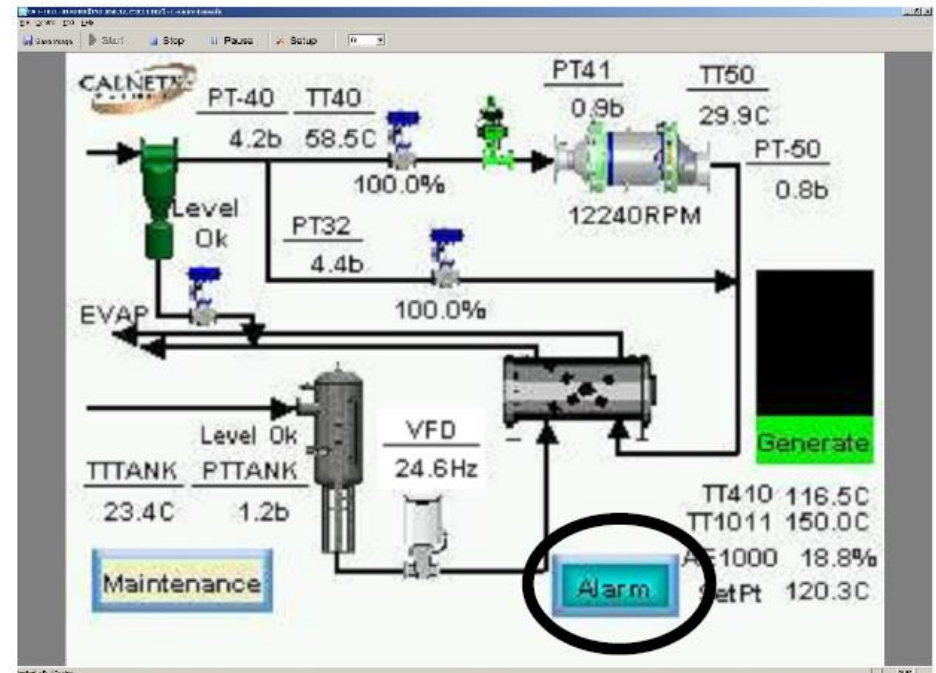 Stop Pause Setup
CALNETIX
PT-40 TT40
4.2b 58.5C
PT41
0.9b
TT50
29.9C
PT-50
0.8b
100.0%
12240RPM
Level
Ok
PT32
4.4b
100.0%
EVAP
Level Ok
VFD
24.6Hz
Generate
TTTANK PTTANK
23.4C 1.2b
TT410 116.5C
TT1011 150.0C
AE1000 18.8%
SetPt 120.3C
Maintenance
Alarm